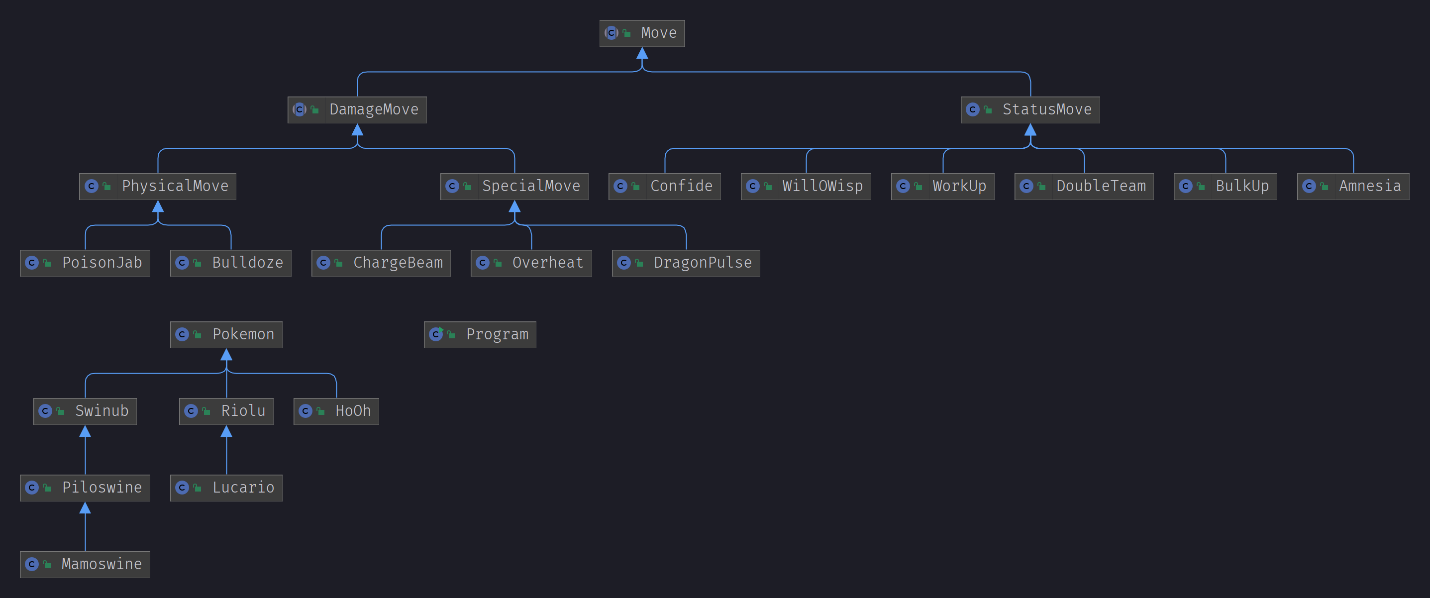 Move
DamageMove StatusMove
PhysicalMove SpecialMove Confide WillOWisp WorkUp DoubleTeam BulkUp Amnesia
PoisonJab Bulldoze ChargeBeam Overheat DragonPulse
Pokemon Program
Swinub Riolu HoOh
Piloswine Lucario
Mamoswine